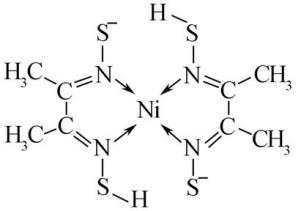 S⁻ H
S
H₃C C N N C CH₃
Ni
H₃C C N N C CH₃
S H S⁻